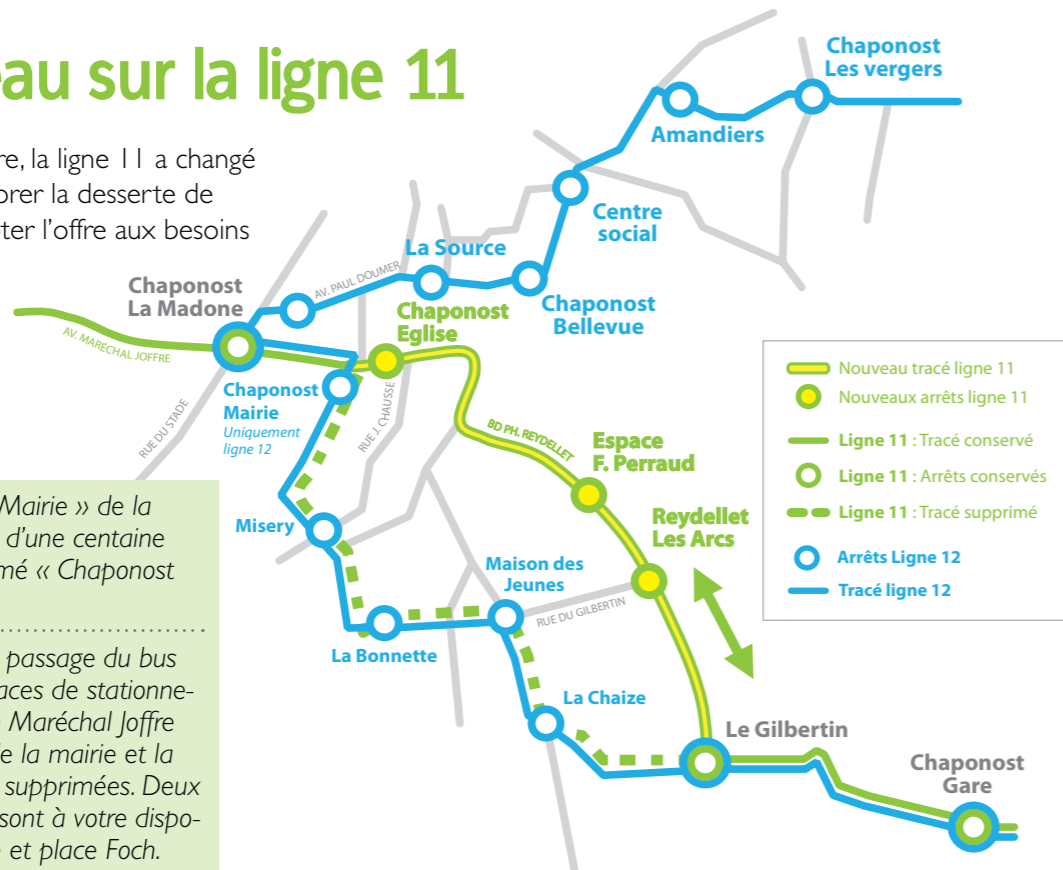 eau sur la ligne 11
re, la ligne 11 a changé
orer la desserte de
ter l'offre aux besoins
Chaponost
Les vergers
Amandiers
Centre
social
La Source
AV. PAUL DOUMER
Chaponost
La Madone
Chaponost
Eglise
Chaponost
Bellevue
AV. MARÉCHAL JOFFRE
RUE DU STADE
Chaponost
Mairie
Uniquement
ligne 12
RUE J. CHAUSSE
BD PH. REYDELLET
Espace
F. Perraud
Reydellet
Les Arcs
Misery
Maison des
Jeunes
RUE DU GILBERTIN
La Bonnette
La Chaize
Le Gilbertin
Chaponost
Gare
Nouveau tracé ligne 11
Nouveaux arrêts ligne 11
Ligne 11 : Tracé conservé
Ligne 11 : Arrêts conservés
Ligne 11 : Tracé supprimé
Arrêts Ligne 12
Tracé ligne 12
Mairie » de la
d'une centaine
mé « Chaponost
passage du bus
aces de stationne-
Maréchal Joffre
de la mairie et la
supprimées. Deux
sont à votre dispo-
et place Foch.